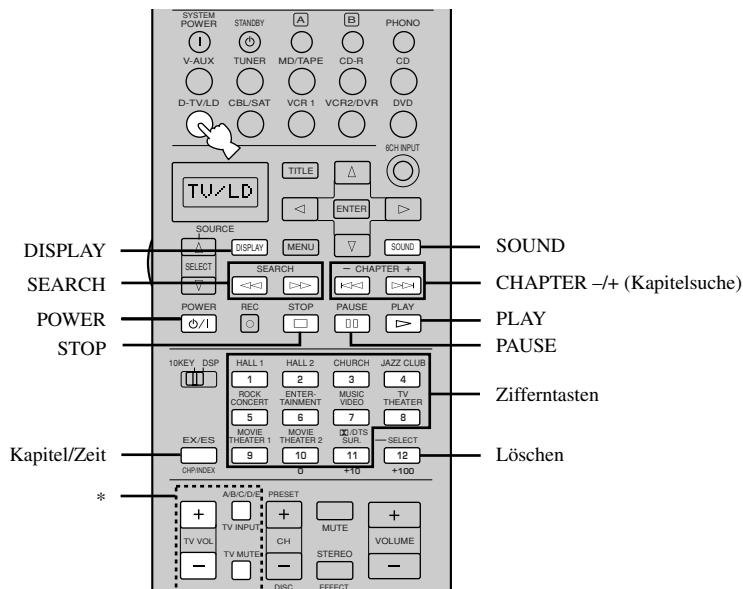 SYSTEM
POWER STANDBY A B PHONO
V-AUX TUNER MD/TAPE CD-R CD
D-TV/LD CBL/SAT VCR 1 VCR2/DVR DVD
6CH INPUT
TITLE
TV/LD
ENTER
SOURCE
DISPLAY DISPLAY MENU SOUND SOUND
SELECT
SEARCH SEARCH – CHAPTER + CHAPTER –/+ (Kapitelsuche)
POWER POWER REC STOP PAUSE PLAY PLAY
STOP PAUSE
10KEY DSP HALL 1 HALL 2 CHURCH JAZZ CLUB
1 2 3 4
Zifferntasten
ROCK CONCERT ENTER-TAINMENT MUSIC VIDEO TV THEATER
5 6 7 8
MOVIE THEATER 1 MOVIE THEATER 2 /DTS SUR. SELECT
Kapitel/Zeit EX/ES 9 10 11 12 Löschen
CHP/INDEX 0 +10 +100
* A/B/C/D/E PRESET
+ TV INPUT + MUTE +
TV VOL CH VOLUME
– TV MUTE – STEREO –
DISC EFFECT